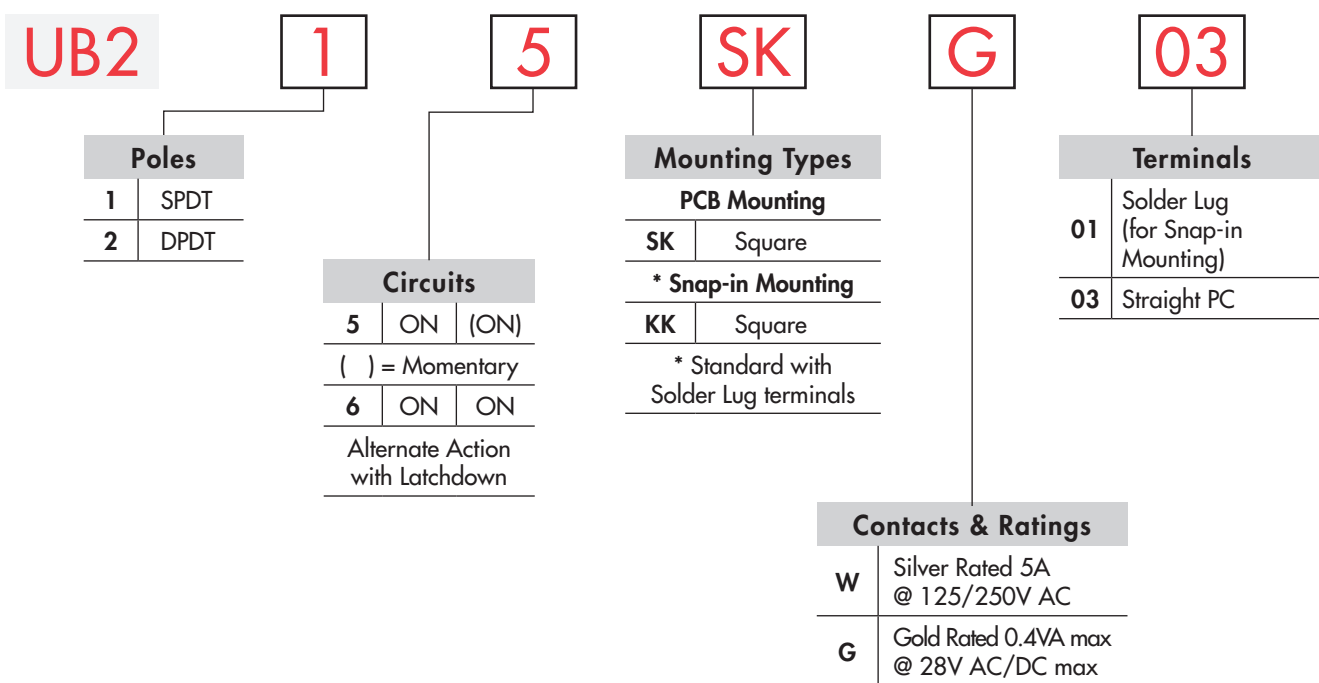 UB2 1 5 SK G 03
Poles
1 SPDT
2 DPDT
Circuits
5 ON (ON)
( ) = Momentary
6 ON ON
Alternate Action
with Latchdown
Mounting Types
PCB Mounting
SK Square
* Snap-in Mounting
KK Square
* Standard with
Solder Lug terminals
Contacts & Ratings
W Silver Rated 5A
@ 125/250V AC
G Gold Rated 0.4VA max
@ 28V AC/DC max
Terminals
01 Solder Lug
(for Snap-in
Mounting)
03 Straight PC